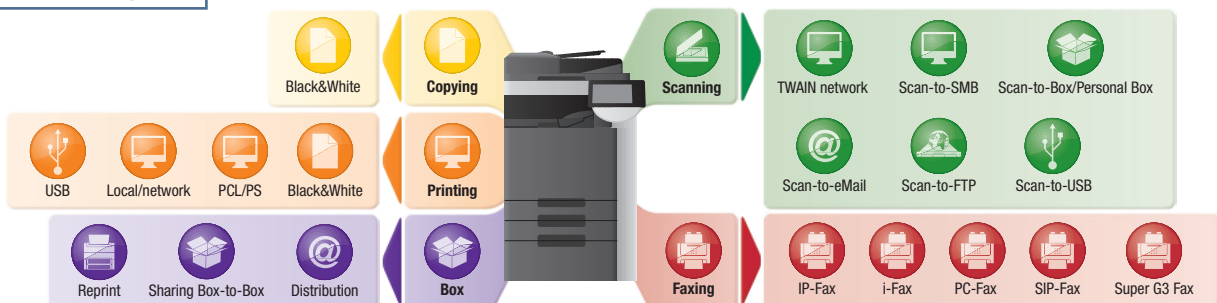 Black&White
Copying
Scanning
TWAIN network
Scan-to-SMB
Scan-to-Box/Personal Box
USB
Local/network
PCL/PS
Black&White
Printing
Scan-to-eMail
Scan-to-FTP
Scan-to-USB
Reprint
Sharing Box-to-Box
Distribution
Box
Faxing
IP-Fax
i-Fax
PC-Fax
SIP-Fax
Super G3 Fax